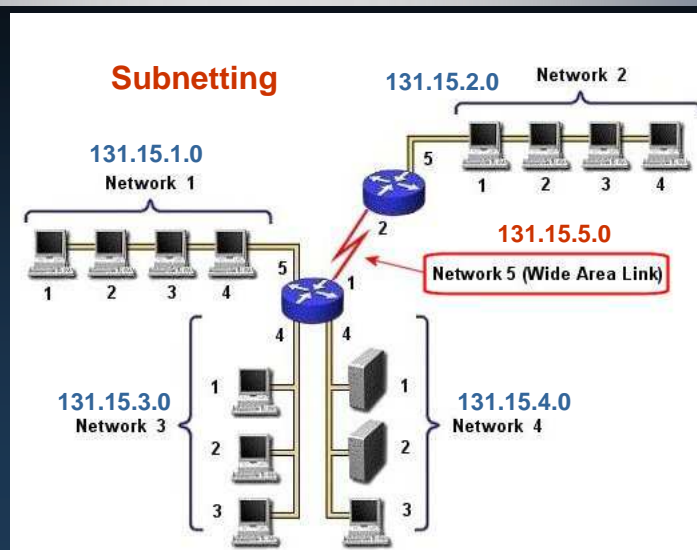 Subnetting
131.15.2.0
Network 2
5
1 2 3 4
131.15.1.0
Network 1
1 2 3 4
5
2
1
131.15.5.0
Network 5 (Wide Area Link)
4 4
131.15.3.0
Network 3
1
2
3
1
2
3
131.15.4.0
Network 4